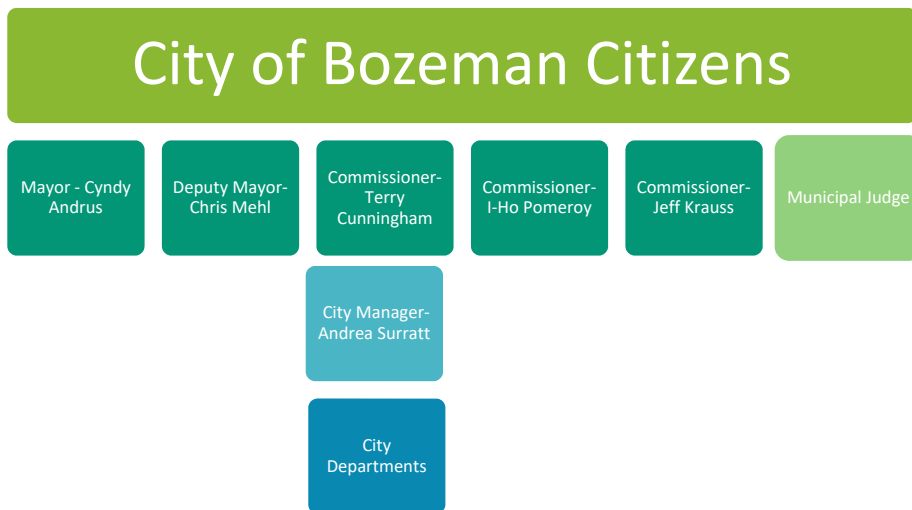 City of Bozeman Citizens
Mayor - Cyndy
Andrus
Deputy Mayor-
Chris Mehl
Commissioner-
Terry
Cunningham
Commissioner-
I-Ho Pomeroy
Commissioner-
Jeff Krauss
Municipal Judge
City Manager-
Andrea Surratt
City
Departments